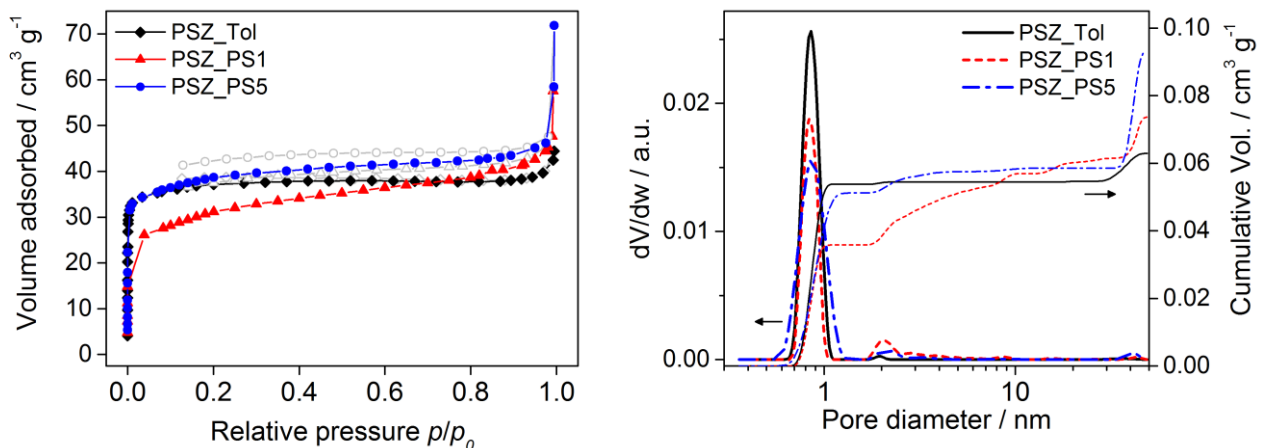 Volume adsorbed / cm³ g⁻¹
80
70
60
50
40
30
20
10
0
PSZ_Tol
PSZ_PS1
PSZ_PS5
0.0 0.2 0.4 0.6 0.8 1.0
Relative pressure p/p₀
dV/dw / a.u.
0.02
0.01
0.00
PSZ_Tol
PSZ_PS1
PSZ_PS5
0.10
0.08
0.06
0.04
0.02
0.00
Cumulative Vol. / cm³ g⁻¹
1 10
Pore diameter / nm